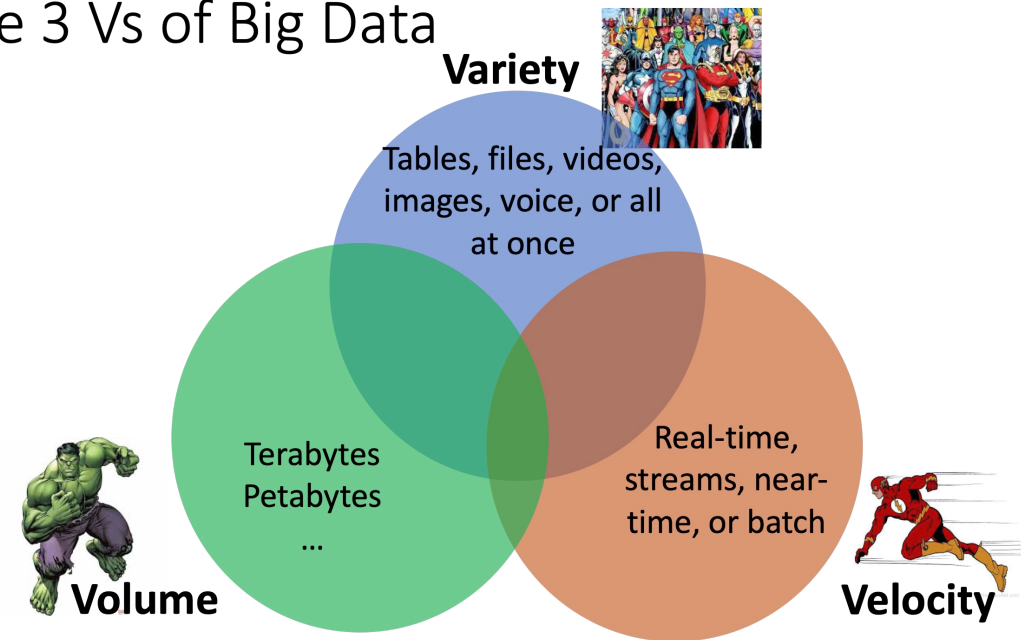 e 3 Vs of Big Data
Variety
Tables, files, videos,
images, voice, or all
at once
Terabytes
Petabytes
...
Real-time,
streams, near-
time, or batch
Volume
Velocity